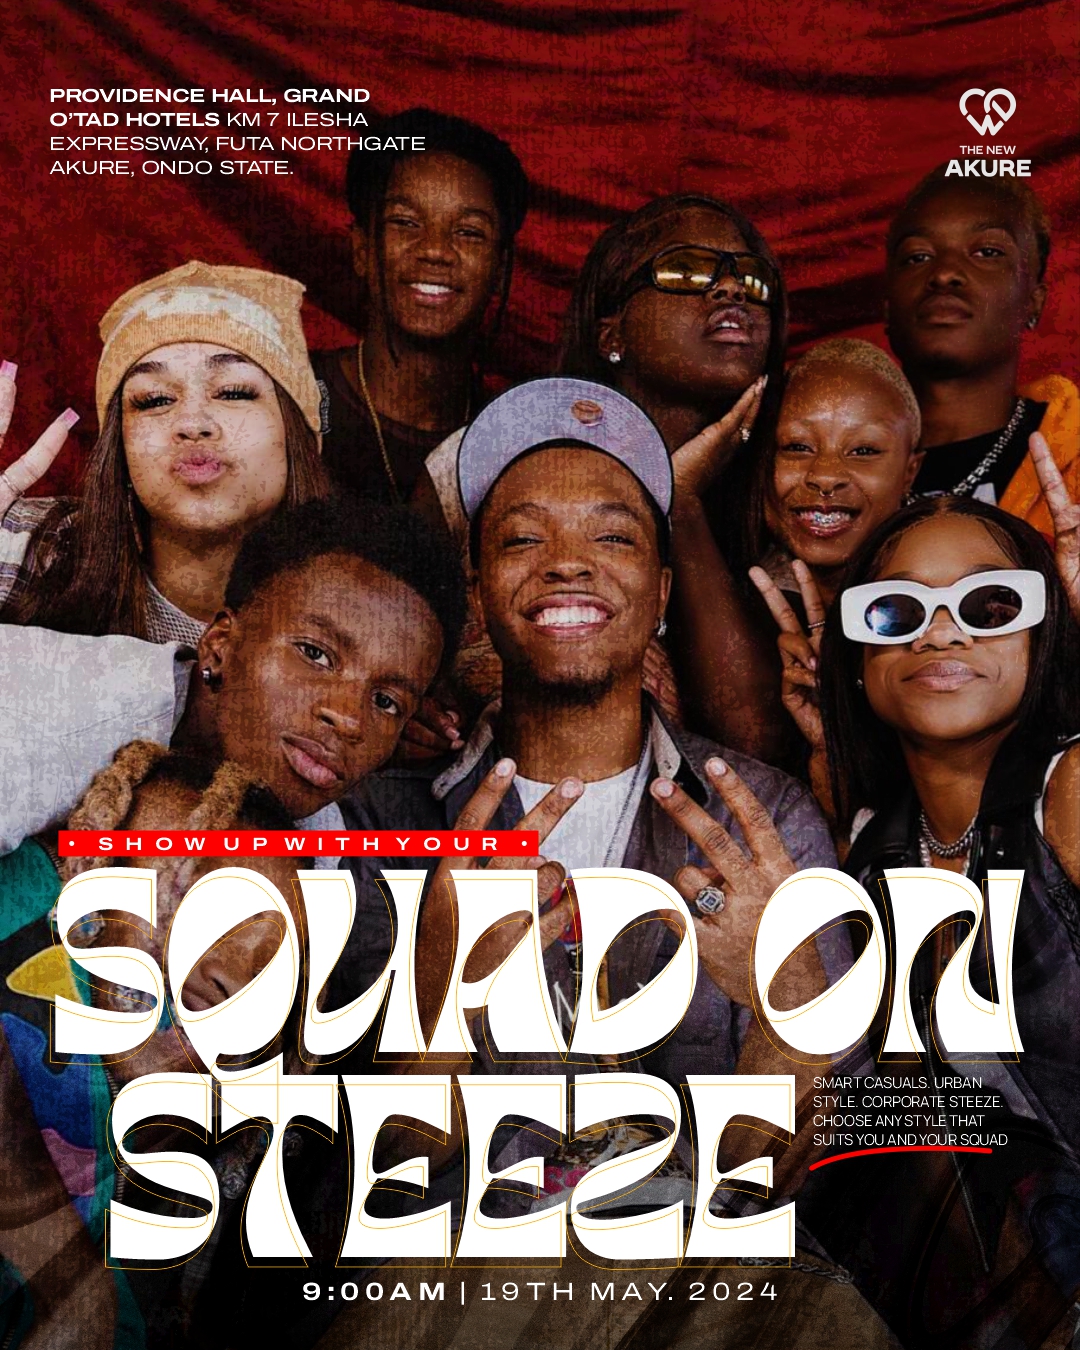 PROVIDENCE HALL, GRAND
O'TAD HOTELS KM 7 ILESHA
EXPRESSWAY, FUTA NORTHGATE
AKURE, ONDO STATE.
THE NEW
AKURE
• SHOW UP WITH YOUR •
SQUAD ON
STEEZE
SMART CASUALS. URBAN
STYLE. CORPORATE STEEZE.
CHOOSE ANY STYLE THAT
SUITS YOU AND YOUR SQUAD
9:00AM | 19TH MAY. 2024